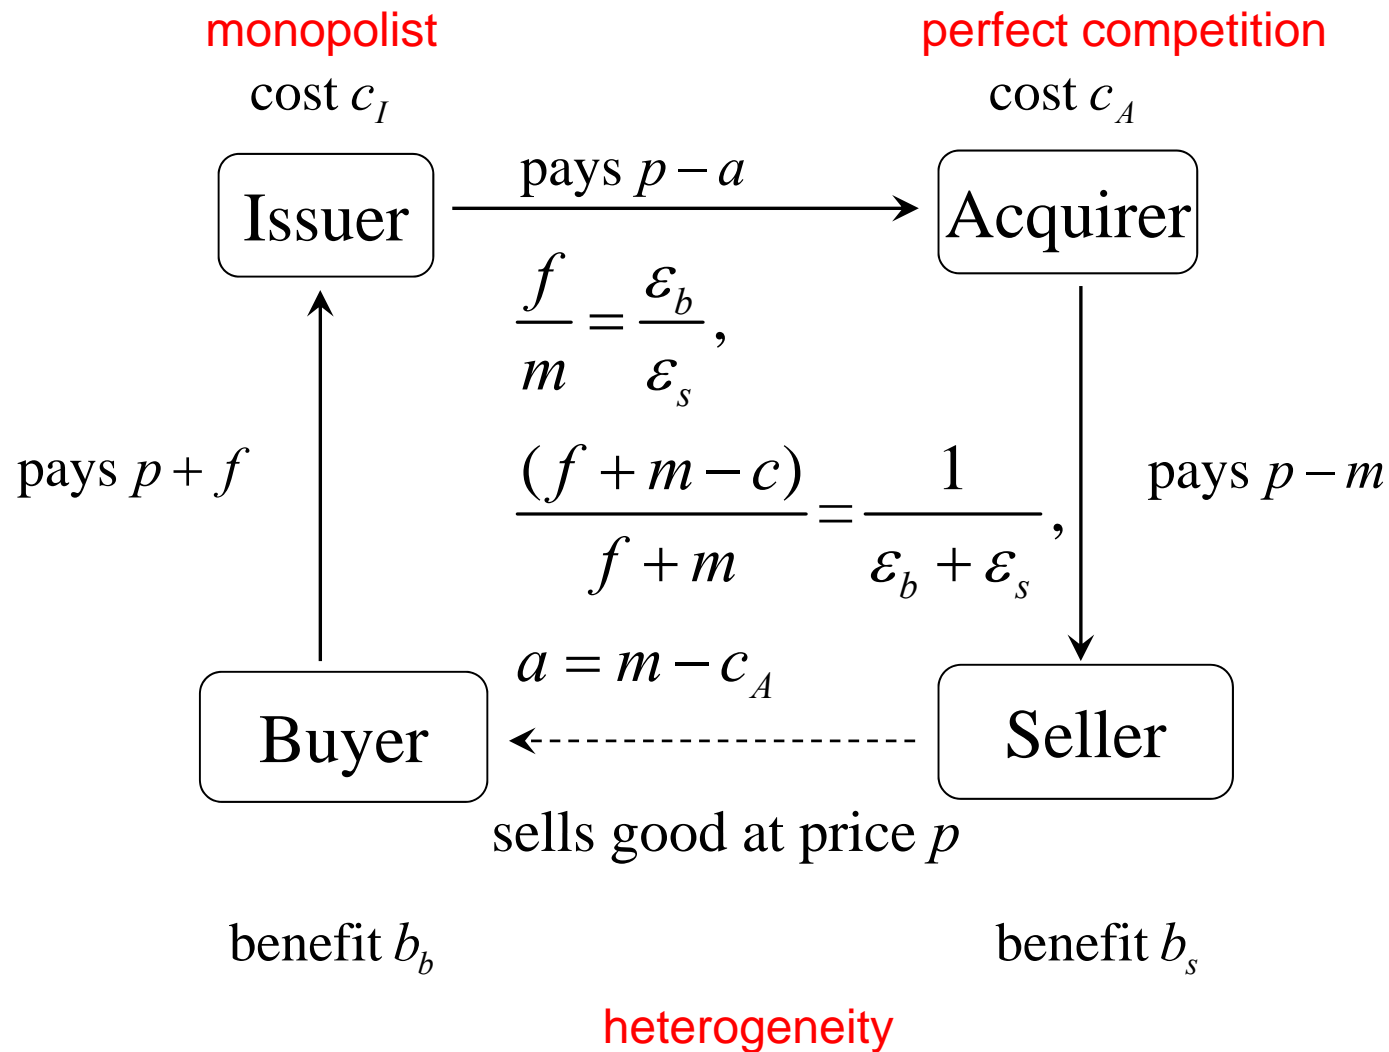 monopolist
perfect competition
cost c_I
cost c_A
Issuer
pays p – a
Acquirer
f/m = ε_b/ε_s,
pays p + f
(f + m – c)/(f + m) = 1/(ε_b + ε_s),
pays p – m
a = m – c_A
Buyer
Seller
sells good at price p
benefit b_b
benefit b_s
heterogeneity